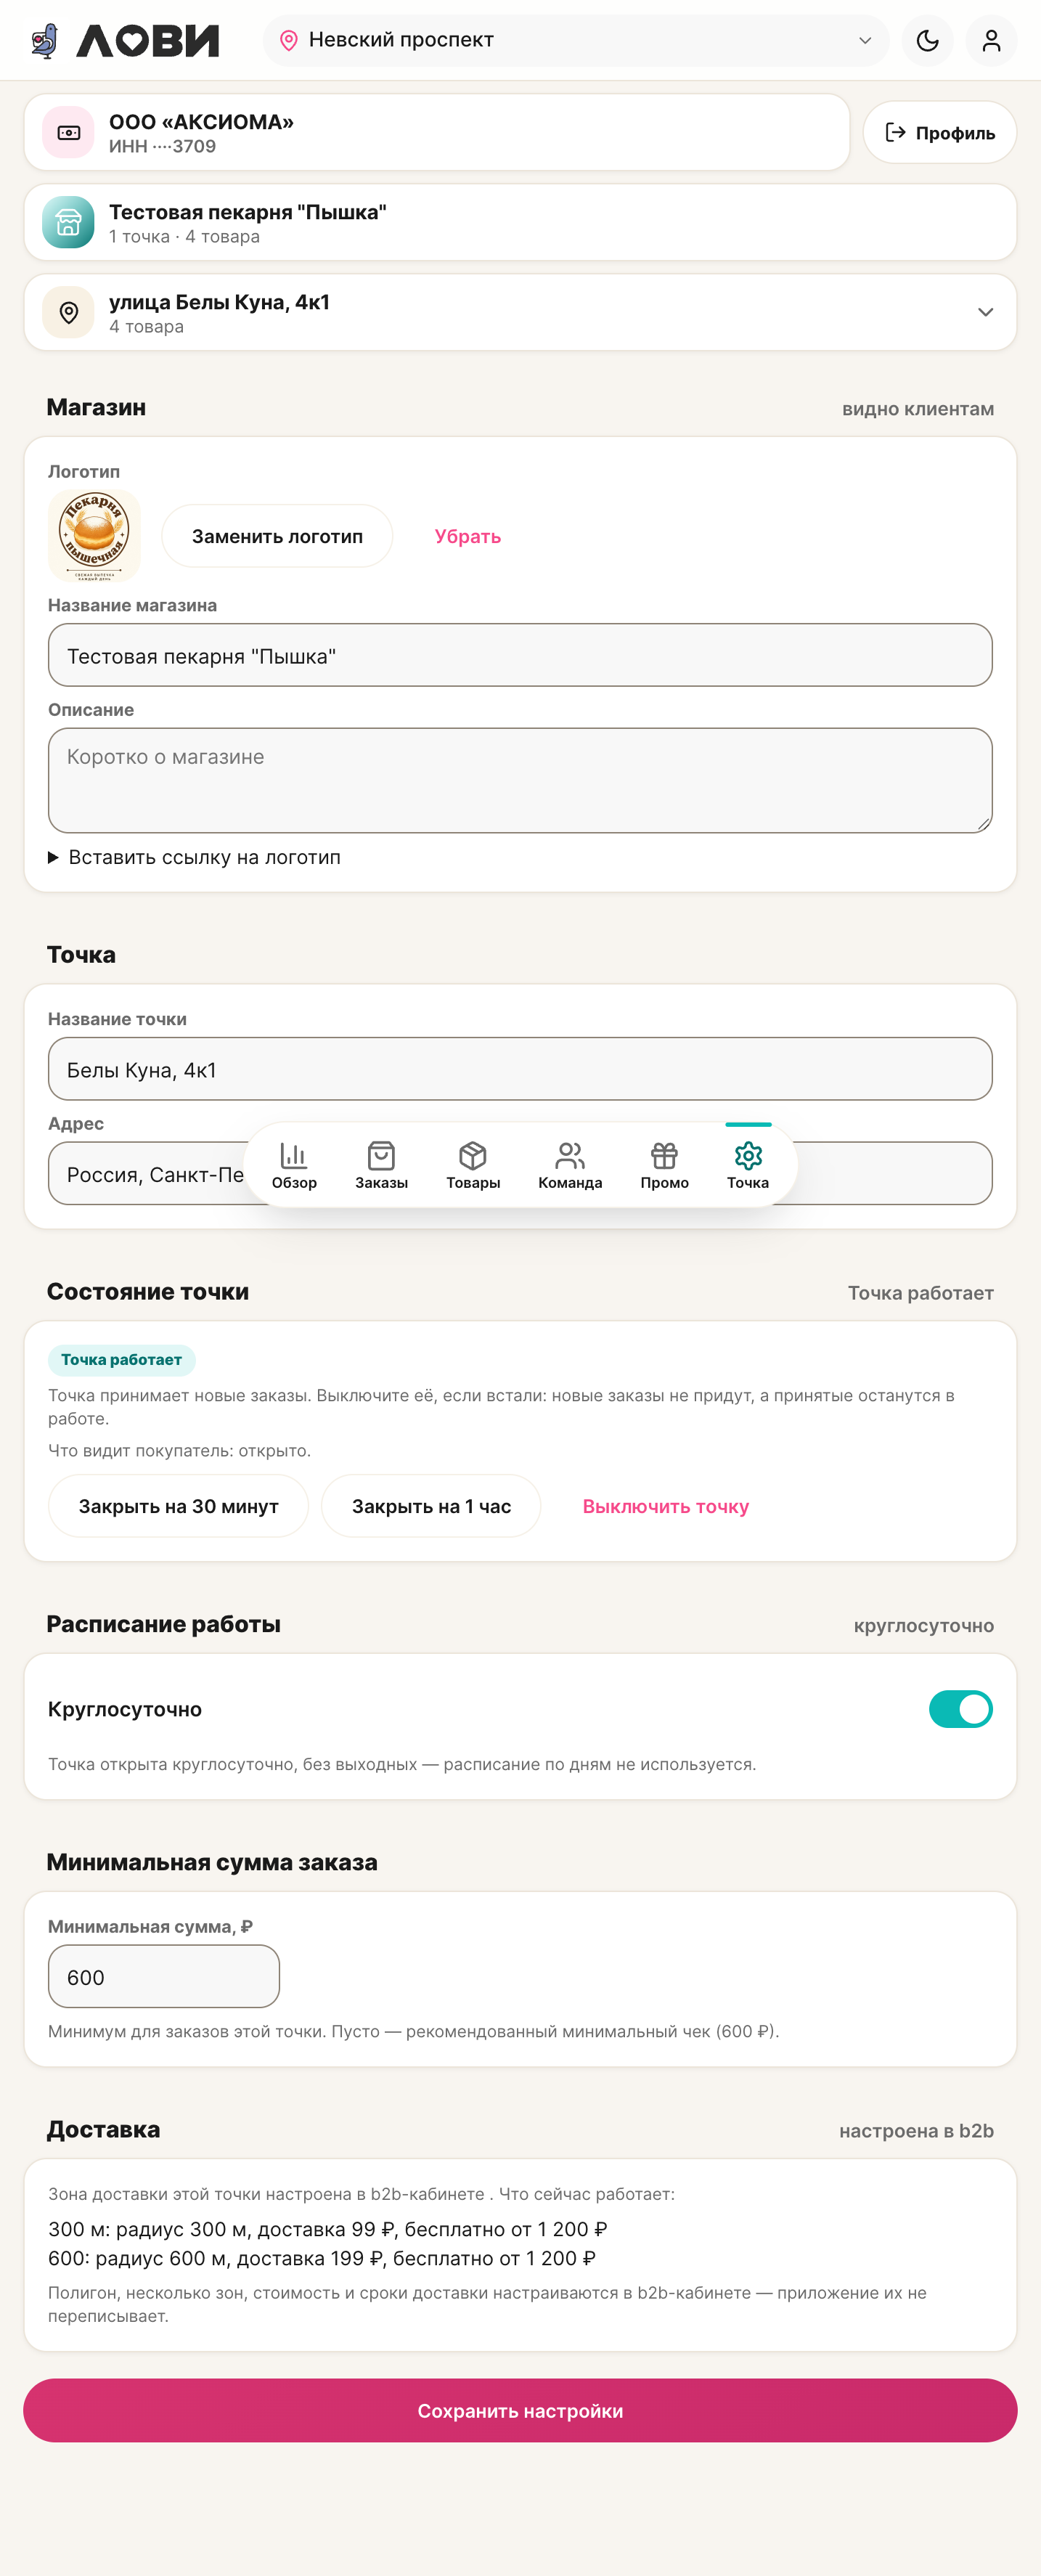 ЛОВИ
Невский проспект
ООО «АКСИОМА»
ИНН ····3709
Профиль
Тестовая пекарня "Пышка"
1 точка · 4 товара
улица Белы Куна, 4к1
4 товара
Магазин
видно клиентам
Логотип
Пекарня
пышечная
СВЕЖАЯ ВЫПЕЧКА
КАЖДЫЙ ДЕНЬ
Заменить логотип
Убрать
Название магазина
Тестовая пекарня "Пышка"
Описание
Коротко о магазине
Вставить ссылку на логотип
Точка
Название точки
Белы Куна, 4к1
Адрес
Россия, Санкт-Пе
Обзор
Заказы
Товары
Команда
Промо
Точка
Состояние точки
Точка работает
Точка работает
Точка принимает новые заказы. Выключите её, если встали: новые заказы не придут, а принятые останутся в
работе.
Что видит покупатель: открыто.
Закрыть на 30 минут
Закрыть на 1 час
Выключить точку
Расписание работы
круглосуточно
Круглосуточно
Точка открыта круглосуточно, без выходных — расписание по дням не используется.
Минимальная сумма заказа
Минимальная сумма, ₽
600
Минимум для заказов этой точки. Пусто — рекомендованный минимальный чек (600 ₽).
Доставка
настроена в b2b
Зона доставки этой точки настроена в b2b-кабинете . Что сейчас работает:
300 м: радиус 300 м, доставка 99 ₽, бесплатно от 1 200 ₽
600: радиус 600 м, доставка 199 ₽, бесплатно от 1 200 ₽
Полигон, несколько зон, стоимость и сроки доставки настраиваются в b2b-кабинете — приложение их не
переписывает.
Сохранить настройки